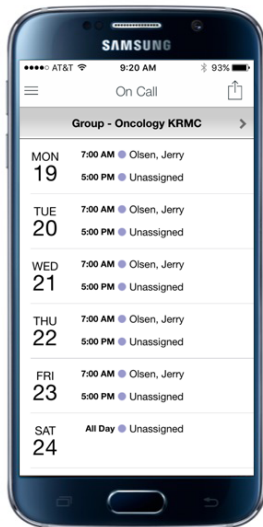 SAMSUNG
AT&T 9:20 AM 93%
On Call
Group - Oncology KRMC
MON 19
7:00 AM Olsen, Jerry
5:00 PM Unassigned
TUE 20
7:00 AM Olsen, Jerry
5:00 PM Unassigned
WED 21
7:00 AM Olsen, Jerry
5:00 PM Unassigned
THU 22
7:00 AM Olsen, Jerry
5:00 PM Unassigned
FRI 23
7:00 AM Olsen, Jerry
5:00 PM Unassigned
SAT 24
All Day Unassigned